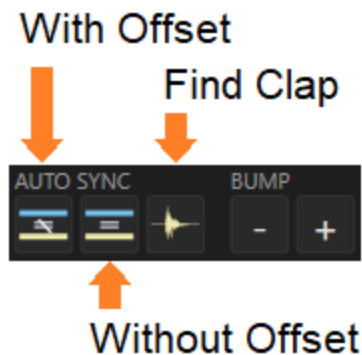 With Offset
Find Clap
AUTO SYNC BUMP
- +
Without Offset